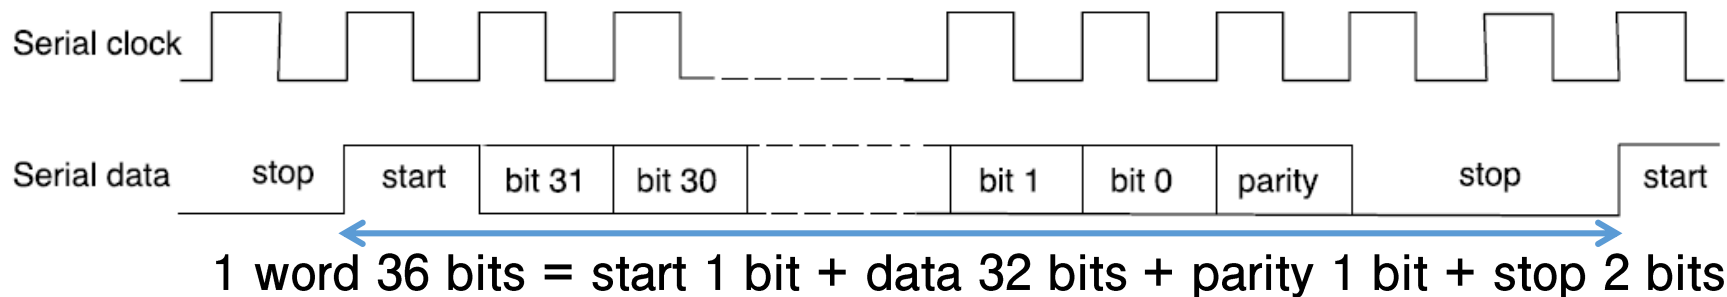 Serial clock
Serial data stop start bit 31 bit 30 bit 1 bit 0 parity stop start
1 word 36 bits = start 1 bit + data 32 bits + parity 1 bit + stop 2 bits